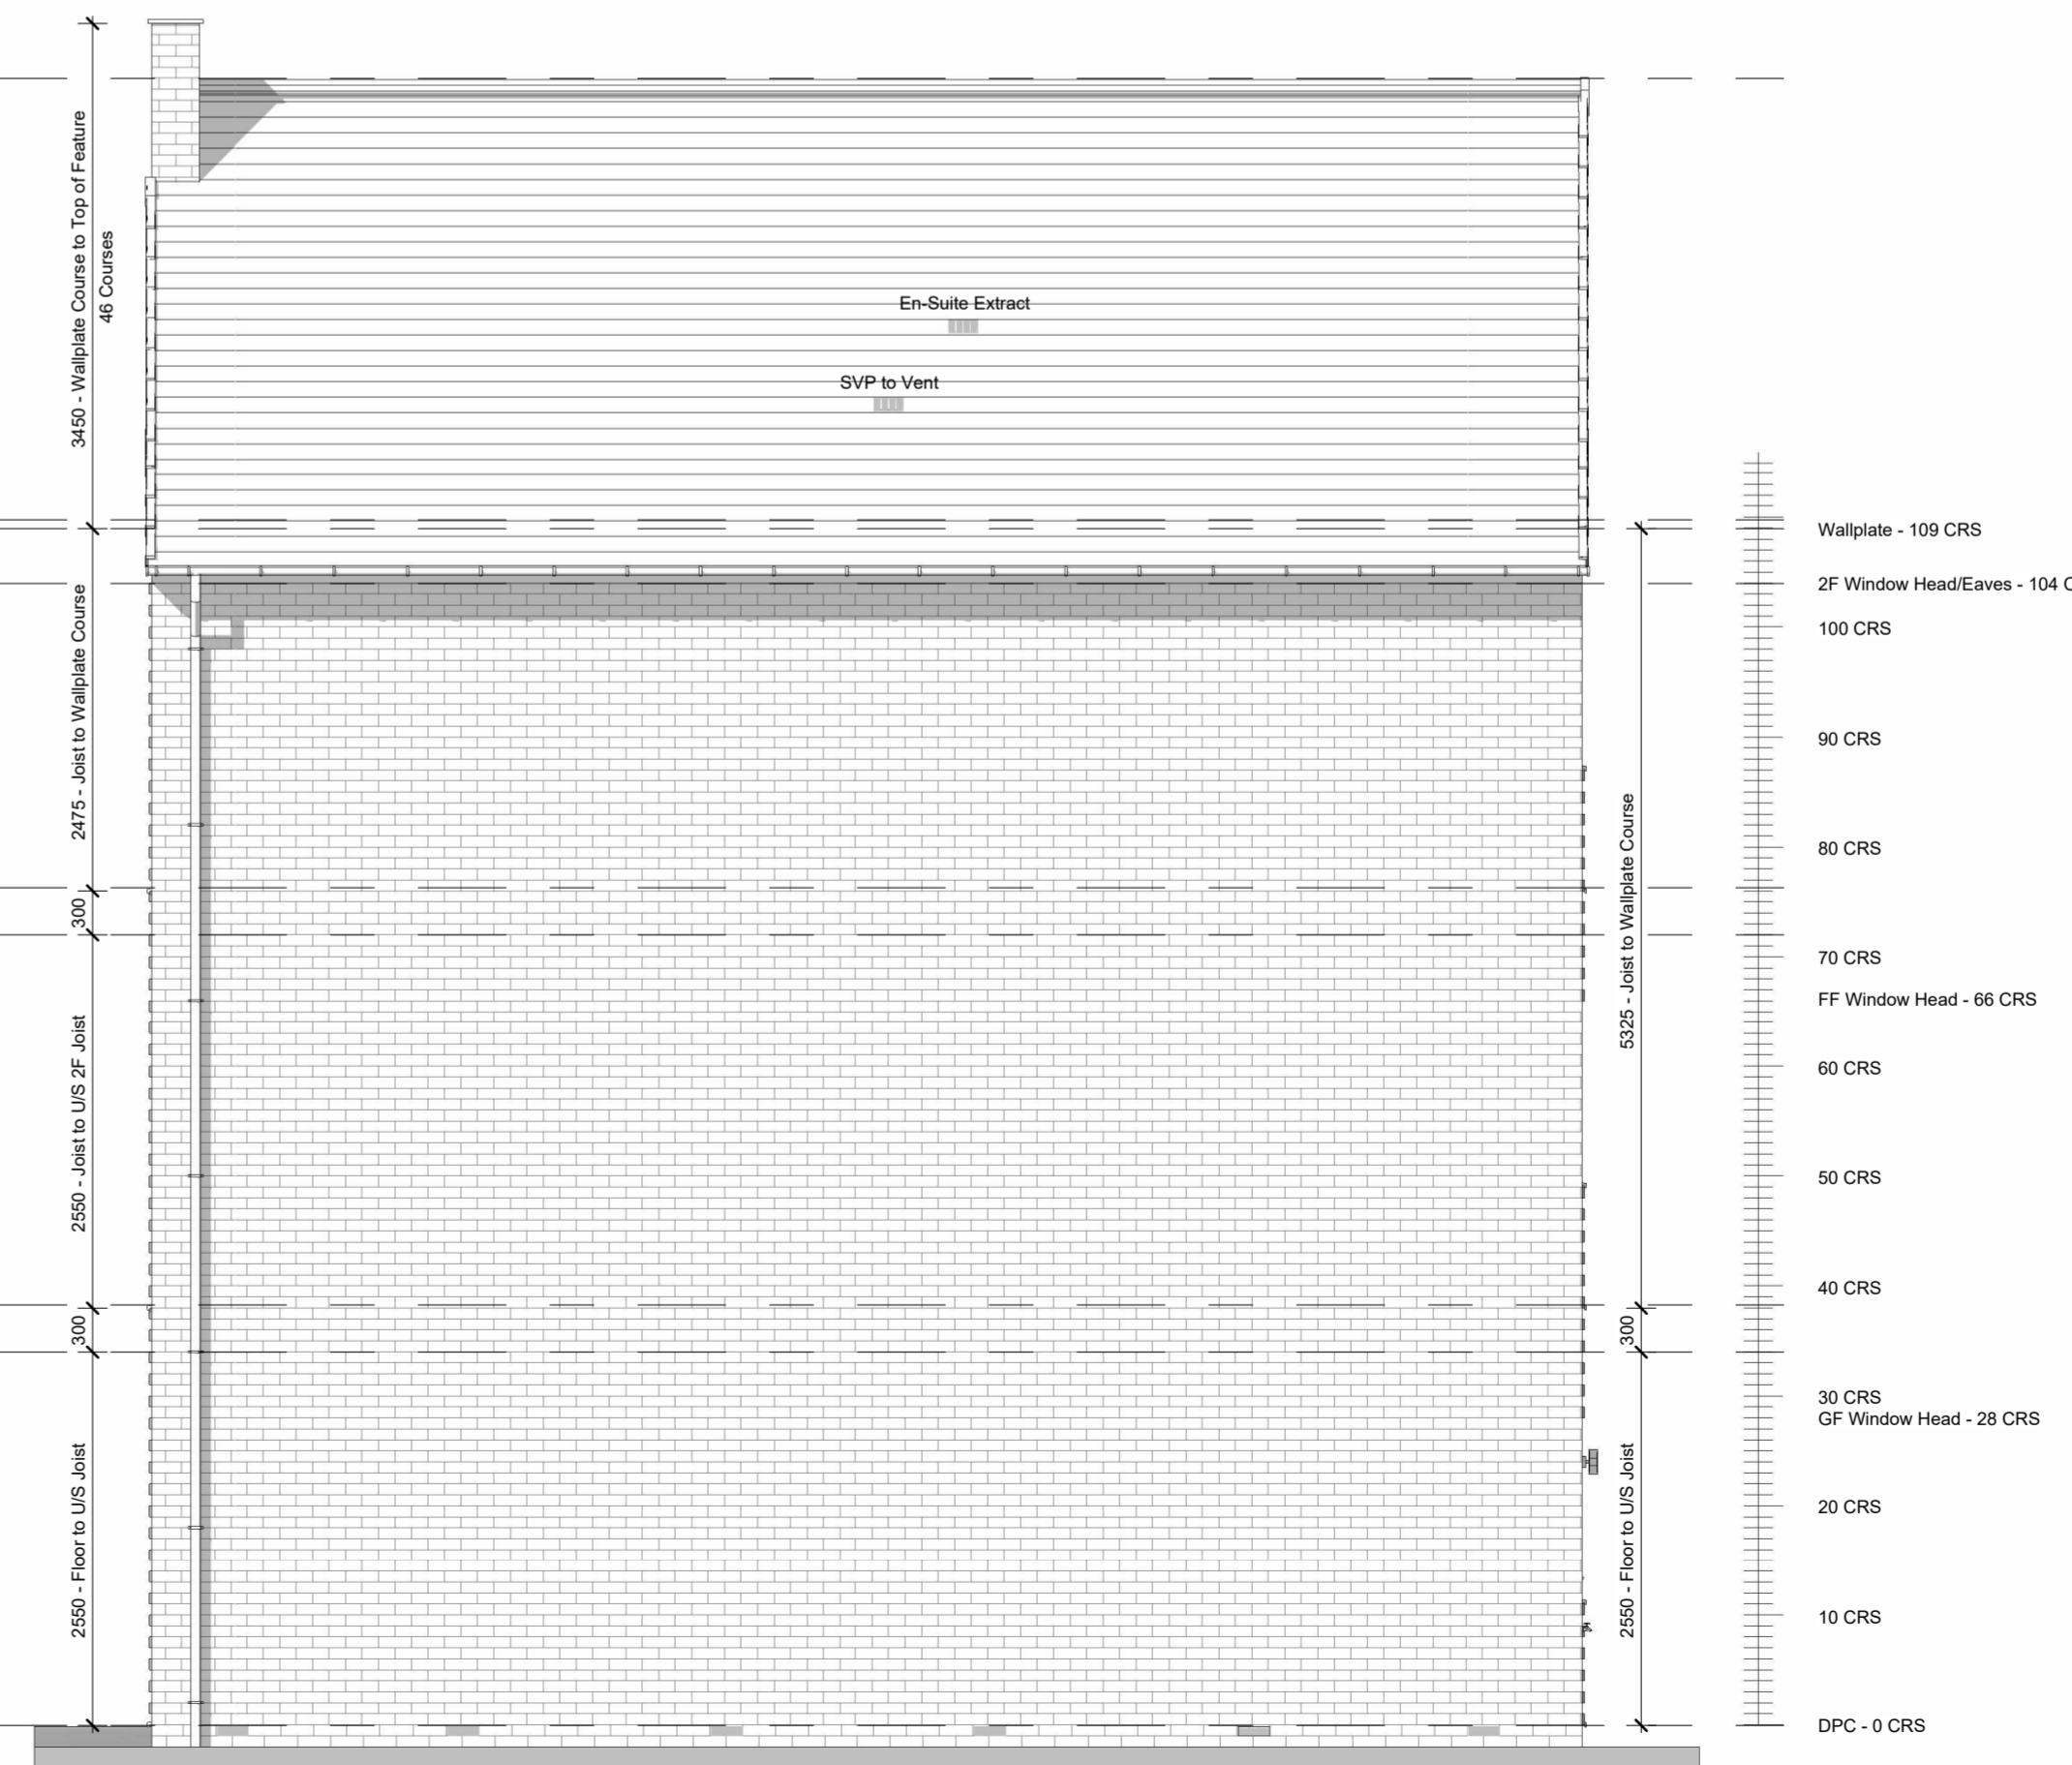 3450 - Wallplate Course to Top of Feature
46 Courses
2475 - Joist to Wallplate Course
300
2550 - Joist to U/S 2F Joist
300
2550 - Floor to U/S Joist
En-Suite Extract
SVP to Vent
5325 - Joist to Wallplate Course
300
2550 - Floor to U/S Joist
Wallplate - 109 CRS
2F Window Head/Eaves - 104 C
100 CRS
90 CRS
80 CRS
70 CRS
FF Window Head - 66 CRS
60 CRS
50 CRS
40 CRS
30 CRS
GF Window Head - 28 CRS
20 CRS
10 CRS
DPC - 0 CRS